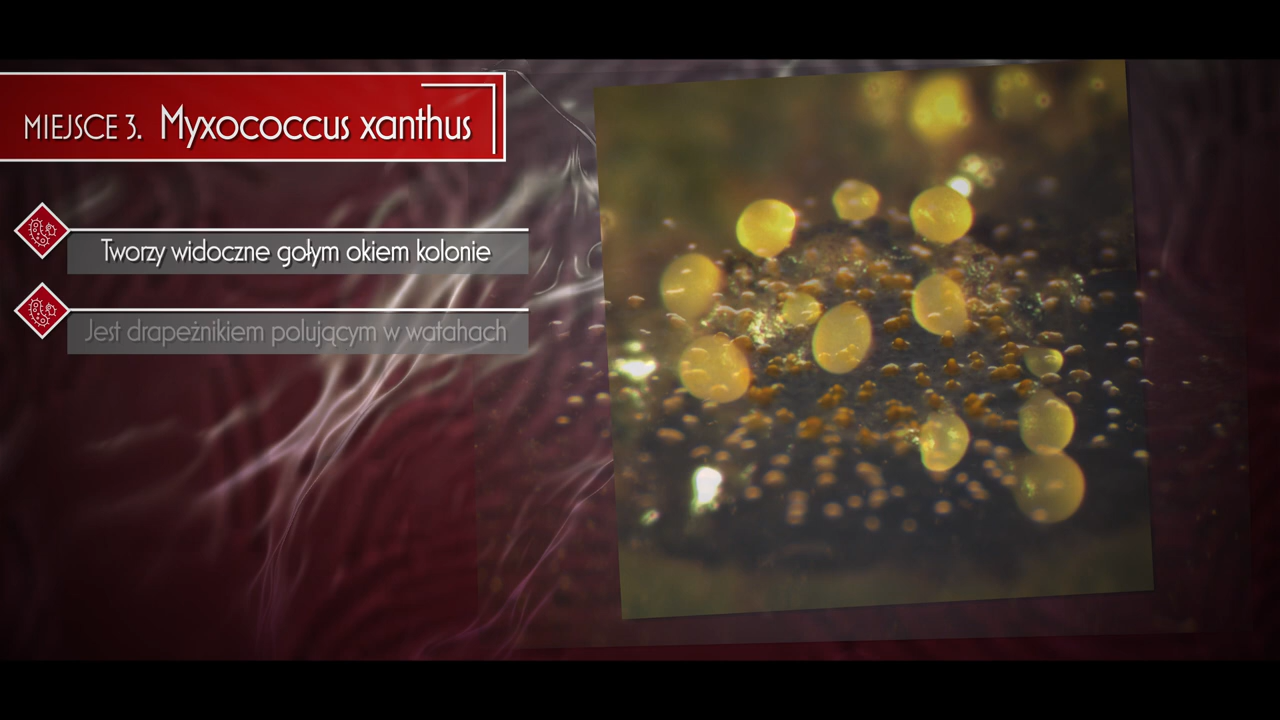 MIEJSCE 3. Myxococcus xanthus
Tworzy widoczne gołym okiem kolonie
Jest drapieżnikiem polującym w watahach